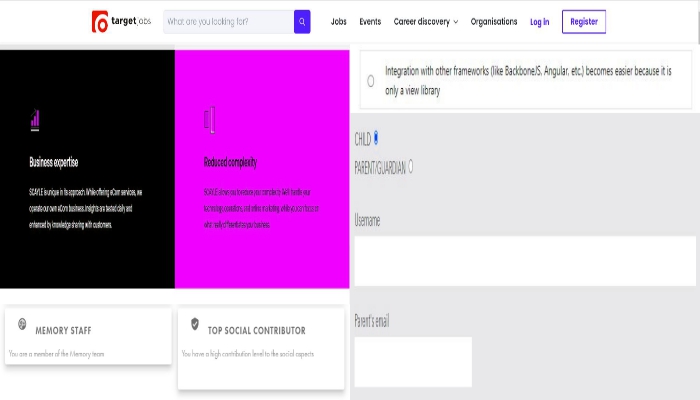 targetjobs
What are you looking for?
Jobs
Events
Career discovery
Organisations
Log in
Register
Business expertise
SCAYLE is unique in its approach. While offering eCom services, we
operate our own eCom business. Insights are tested daily and
enhanced by knowledge sharing with customers.
Reduced complexity
SCAYLE allows you to reduce your complexity. We'll handle your
technology, operations, and online marketing, while you can focus on
what really differentiates your business.
MEMORY STAFF
You are a member of the Memory team
TOP SOCIAL CONTRIBUTOR
You have a high contribution level to the social aspects
Integration with other frameworks (like BackboneJS, Angular, etc.) becomes easier because it is
only a view library
CHILD
PARENT/GUARDIAN
Username
Parent's email